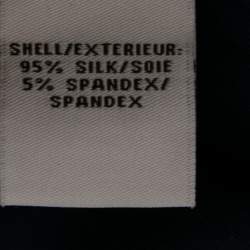 SHELL/EXTERIEUR:
95% SILK/SOIE
5% SPANDEX/
SPANDEX